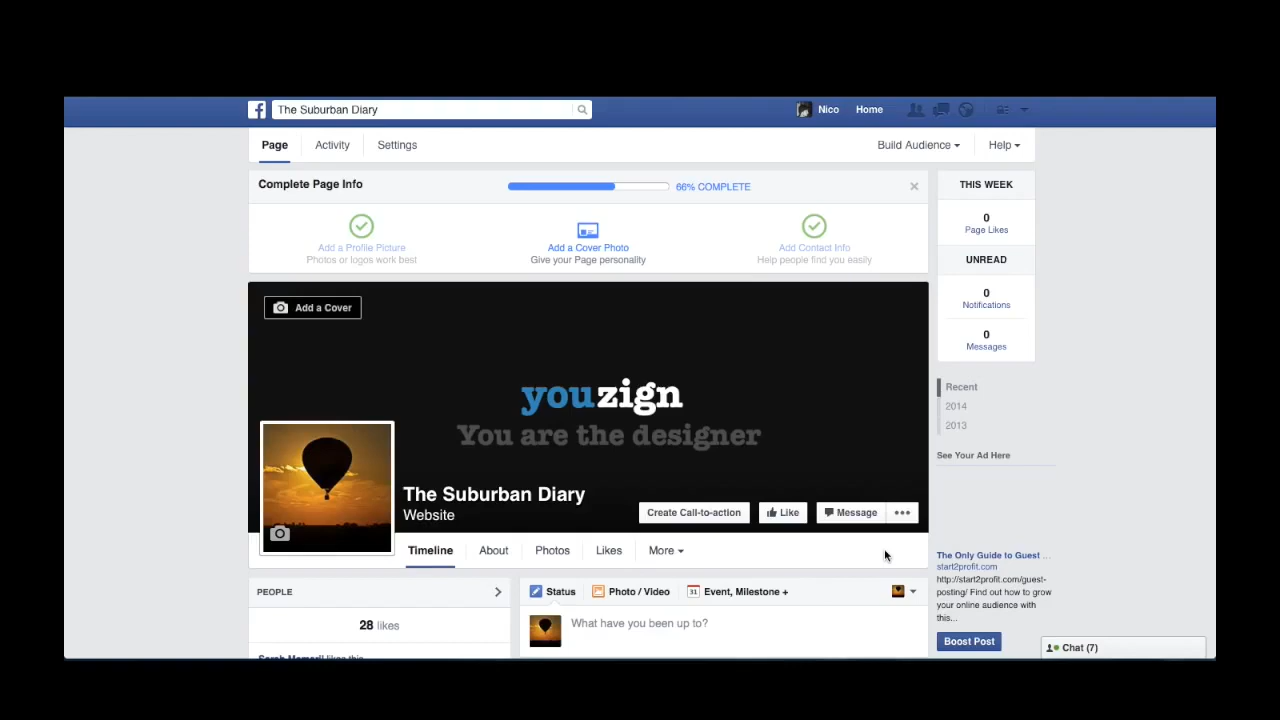 The Suburban Diary
Nico
Home
Page
Activity
Settings
Build Audience
Help
Complete Page Info
66% COMPLETE
Add a Profile Picture
Photos or logos work best
Add a Cover Photo
Give your Page personality
Add Contact Info
Help people find you easily
THIS WEEK
0
Page Likes
UNREAD
0
Notifications
0
Messages
Recent
2014
2013
See Your Ad Here
Add a Cover
youzign
You are the designer
The Suburban Diary
Website
Create Call-to-action
Like
Message
Timeline
About
Photos
Likes
More
The Only Guide to Guest ...
start2profit.com
http://start2profit.com/guest-
posting/ Find out how to grow
your online audience with
this...
Boost Post
PEOPLE
28 likes
Status
Photo / Video
31
Event, Milestone +
What have you been up to?
Chat (7)